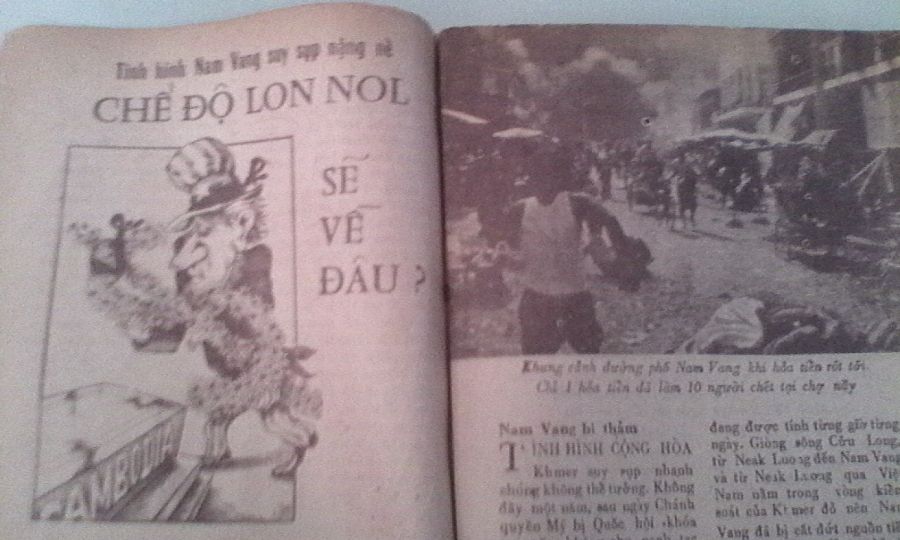 Tình hình Nam Vang suy sụp nặng nề
CHẾ ĐỘ LON NOL
SẼ
VỀ
ĐÂU ?
CAMBODIA
Khung cảnh đường phố Nam Vang khi hỏa tiễn rớt tới.
Chỉ 1 hỏa tiễn đã làm 10 người chết tại chợ nầy
Nam Vang bi thảm
TÌNH HÌNH CỘNG HÒA
Khmer suy sụp nhanh
chóng không thể tưởng. Không
đầy một năm, sau ngày Chánh
quyền Mỹ bị Quốc hội «khóa
đang được tính từng giờ từng
ngày. Giòng sông Cửu Long,
từ Neak Luong đến Nam Vang
và từ Neak Luong qua Việt
Nam nằm trong vòng kiểm
soát của Khmer đỏ nên Nam
Vang đã bị cắt đứt nguồn tiế